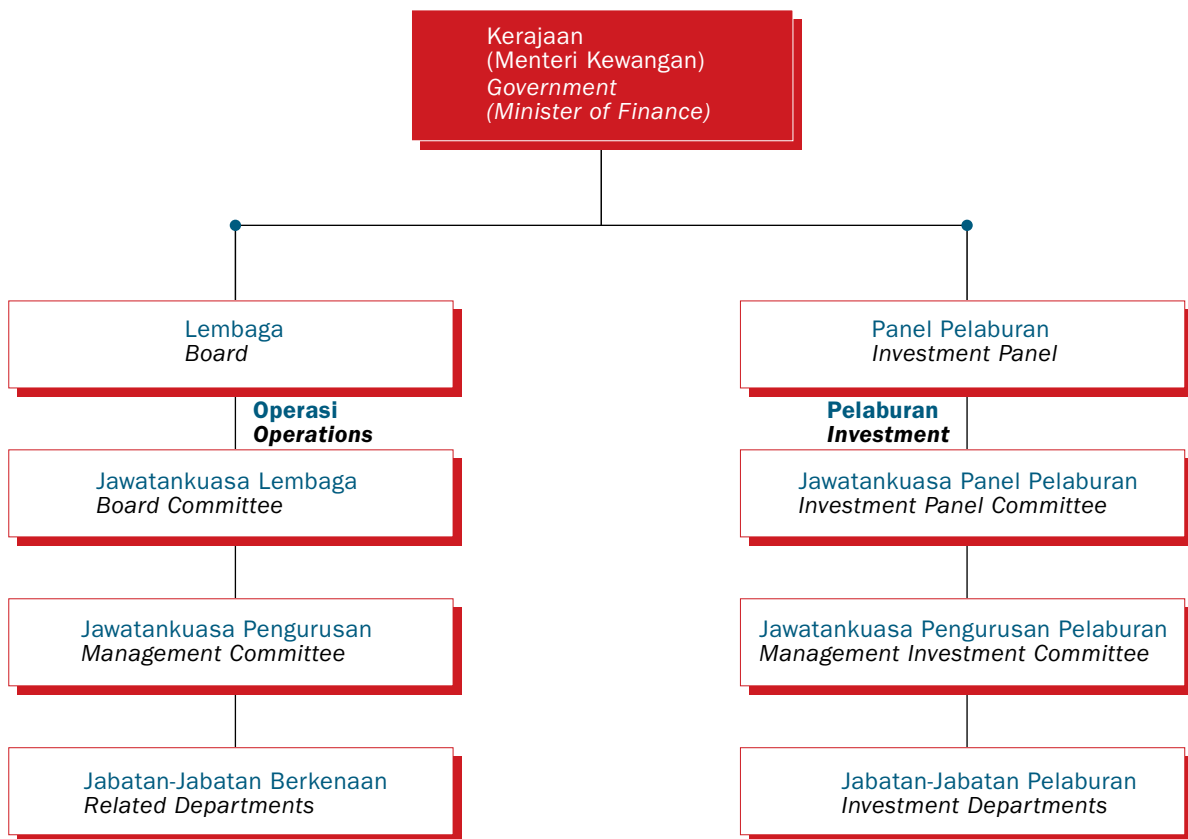 Kerajaan
(Menteri Kewangan)
Government
(Minister of Finance)
Lembaga
Board
Panel Pelaburan
Investment Panel
Operasi
Operations
Pelaburan
Investment
Jawatankuasa Lembaga
Board Committee
Jawatankuasa Panel Pelaburan
Investment Panel Committee
Jawatankuasa Pengurusan
Management Committee
Jawatankuasa Pengurusan Pelaburan
Management Investment Committee
Jabatan-Jabatan Berkenaan
Related Departments
Jabatan-Jabatan Pelaburan
Investment Departments